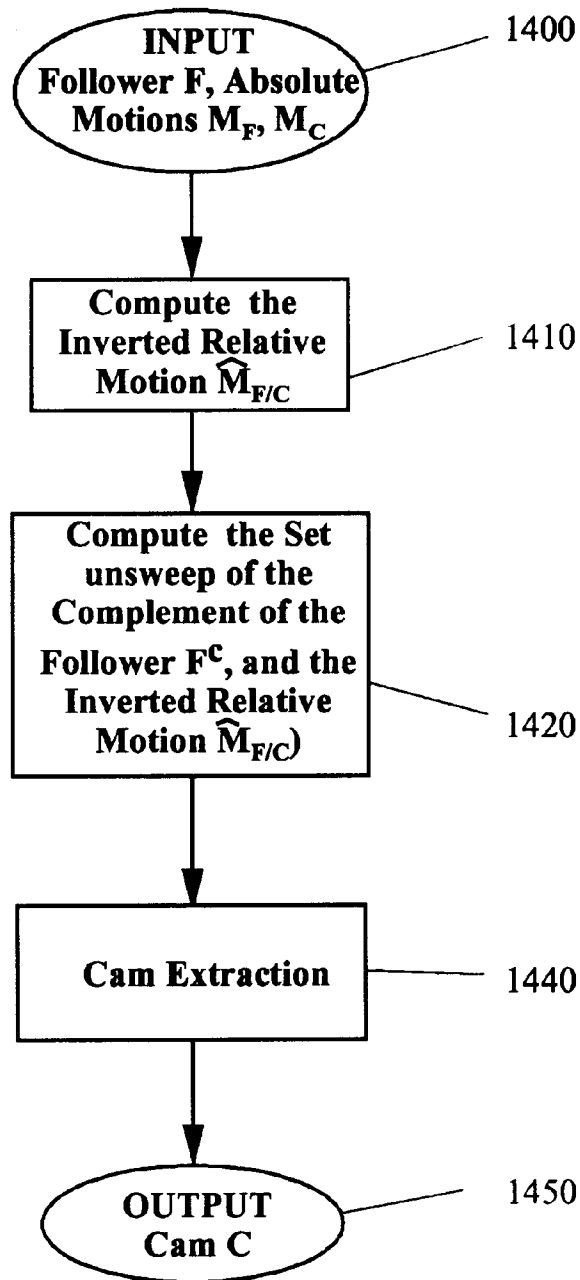 INPUT
Follower F, Absolute
Motions M_F, M_C
1400
Compute the
Inverted Relative
Motion M̂_F/C
1410
Compute the Set
unsweep of the
Complement of the
Follower F^c, and the
Inverted Relative
Motion M̂_F/C)
1420
Cam Extraction
1440
OUTPUT
Cam C
1450